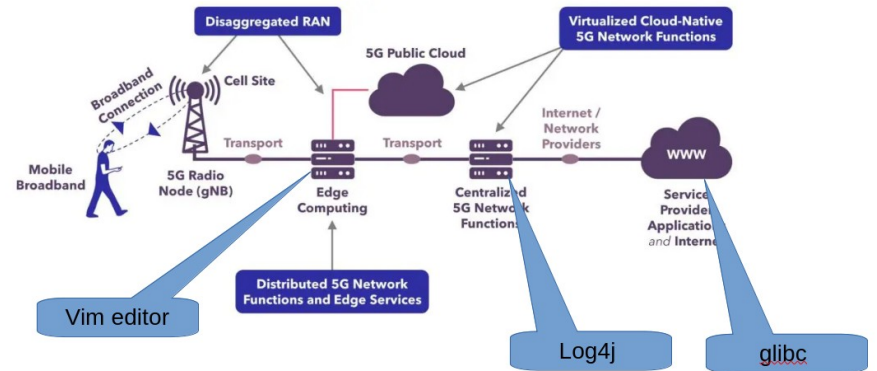 Disaggregated RAN
Virtualized Cloud-Native
5G Network Functions
5G Public Cloud
Cell Site
Broadband
Connection
Internet /
Network
Providers
Transport
Transport
www
Mobile
Broadband
5G Radio
Node (gNB)
Edge
Computing
Centralized
5G Network
Functions
Service
Provider
Applications
and Internet
Distributed 5G Network
Functions and Edge Services
Vim editor
Log4j
glibc